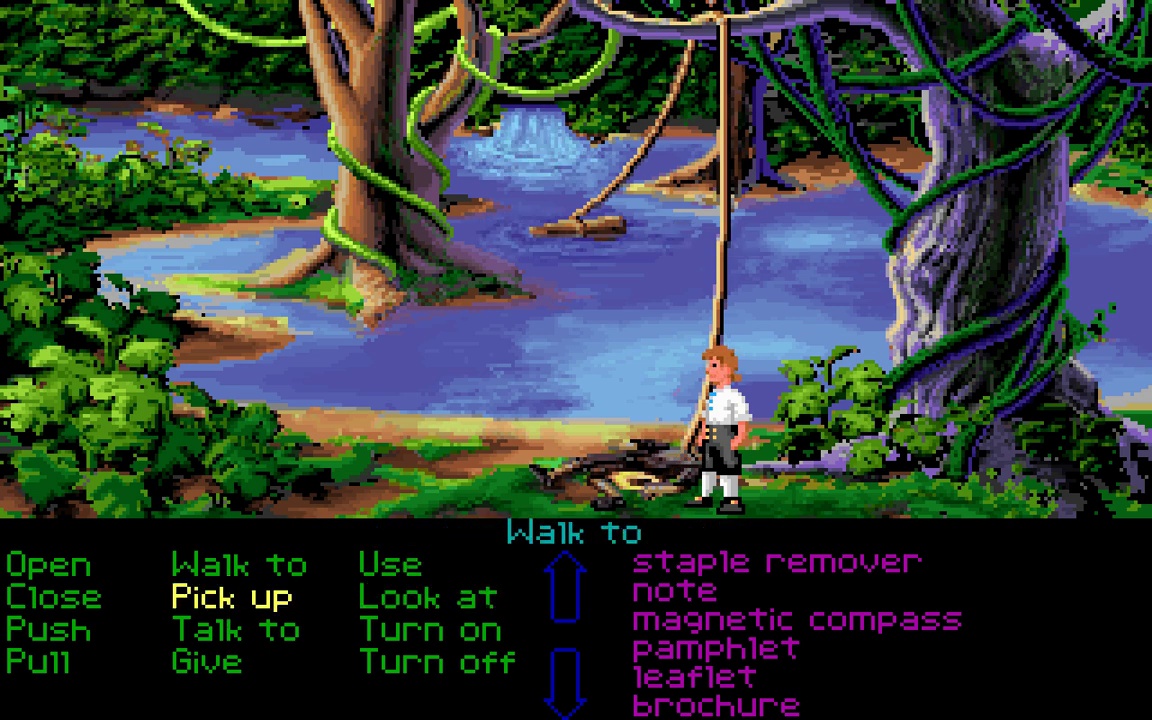 Walk to
Open Walk to Use
Close Pick up Look at
Push Talk to Turn on
Pull Give Turn off
staple remover
note
magnetic compass
pamphlet
leaflet
brochure